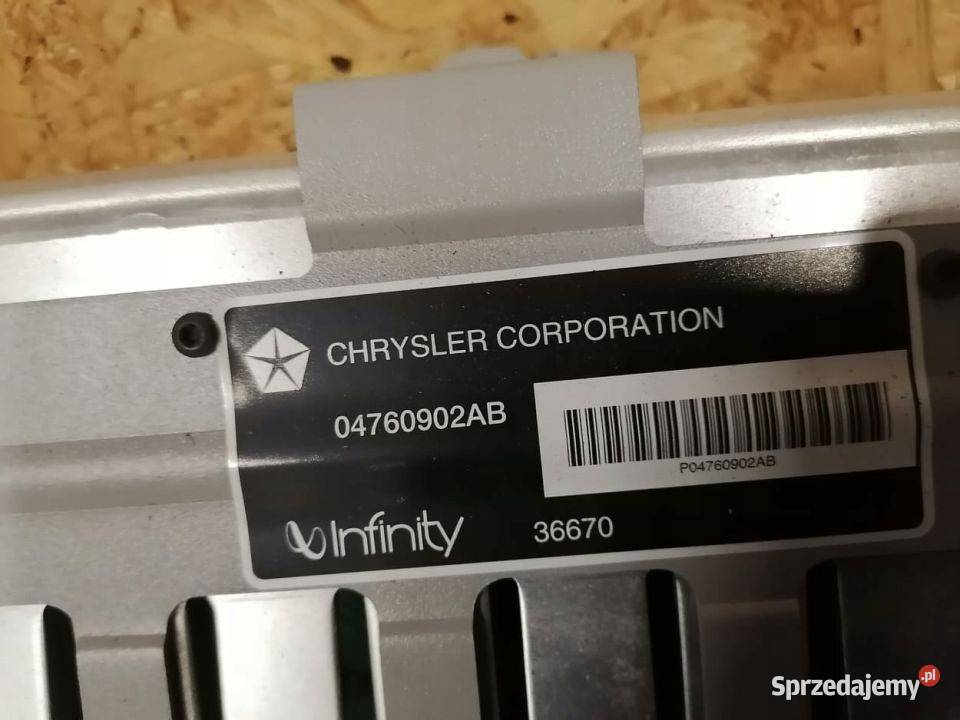 CHRYSLER CORPORATION
04760902AB
P04760902AB
Infinity
36670
Sprzedajemy.pl